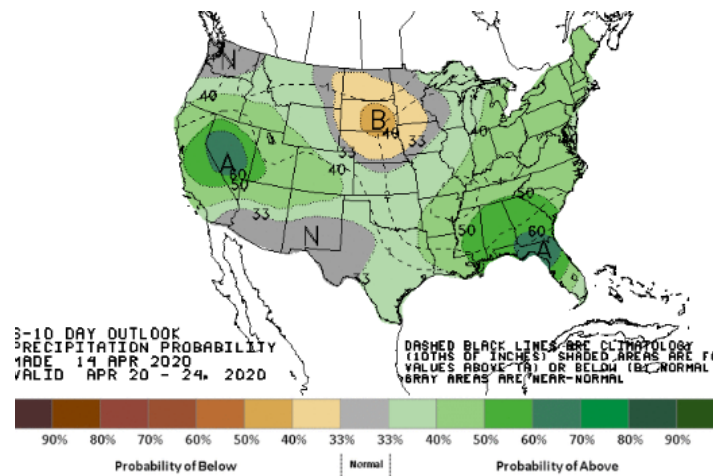 N
40
B
40
33
33
40
A
60
50
40
33
N
50
50
60
A
40
6-10 DAY OUTLOOK
PRECIPITATION PROBABILITY
MADE 14 APR 2020
VALID APR 20 - 24, 2020
DASHED BLACK LINES ARE CLIMATOLOGY
(10THS OF INCHES) SHADED AREAS ARE FO
VALUES ABOVE (A) OR BELOW (B) NORMAL
GRAY AREAS ARE NEAR-NORMAL
90% 80% 70% 60% 50% 40% 33% 33% 40% 50% 60% 70% 80% 90%
Probability of Below Normal Probability of Above